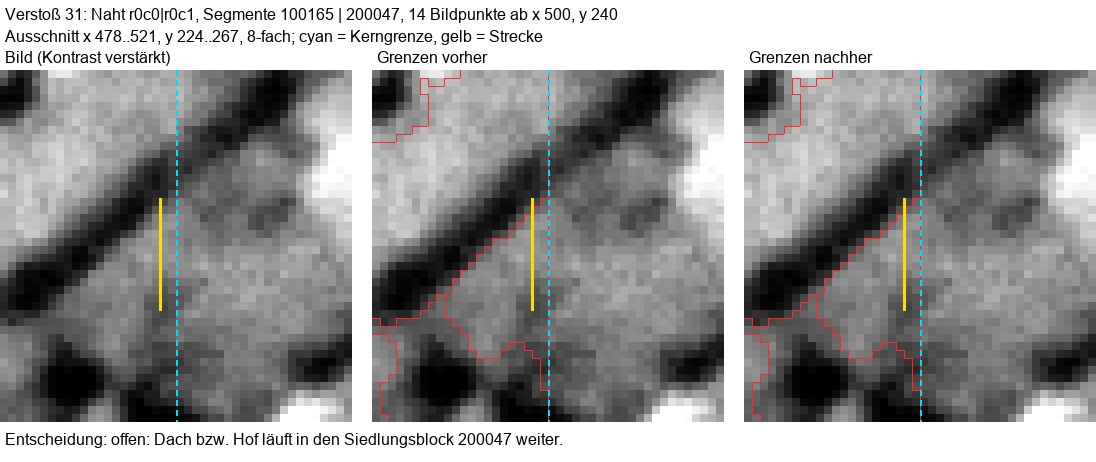 Verstoß 31: Naht r0c0|r0c1, Segmente 100165 | 200047, 14 Bildpunkte ab x 500, y 240
Ausschnitt x 478..521, y 224..267, 8-fach; cyan = Kerngrenze, gelb = Strecke
Bild (Kontrast verstärkt) Grenzen vorher Grenzen nachher
Entscheidung: offen: Dach bzw. Hof läuft in den Siedlungsblock 200047 weiter.